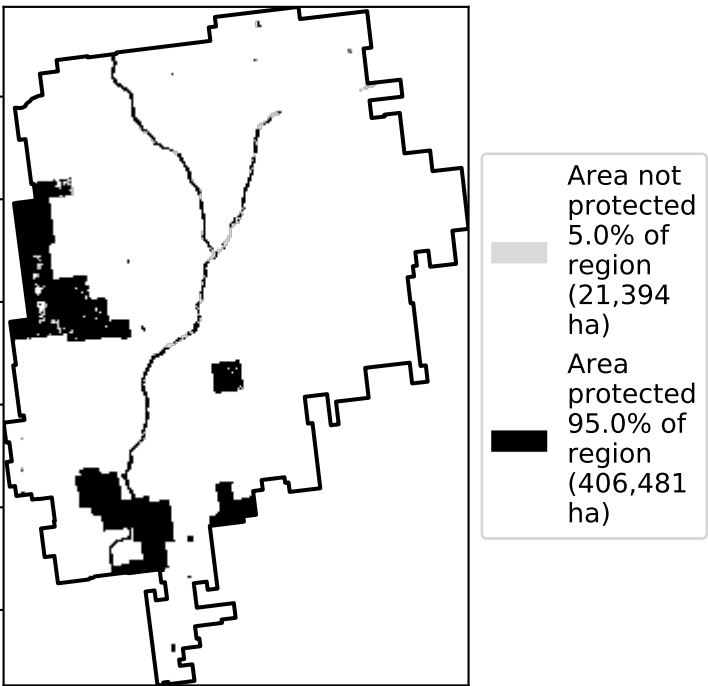 Area not
protected
5.0% of
region
(21,394
ha)
Area
protected
95.0% of
region
(406,481
ha)